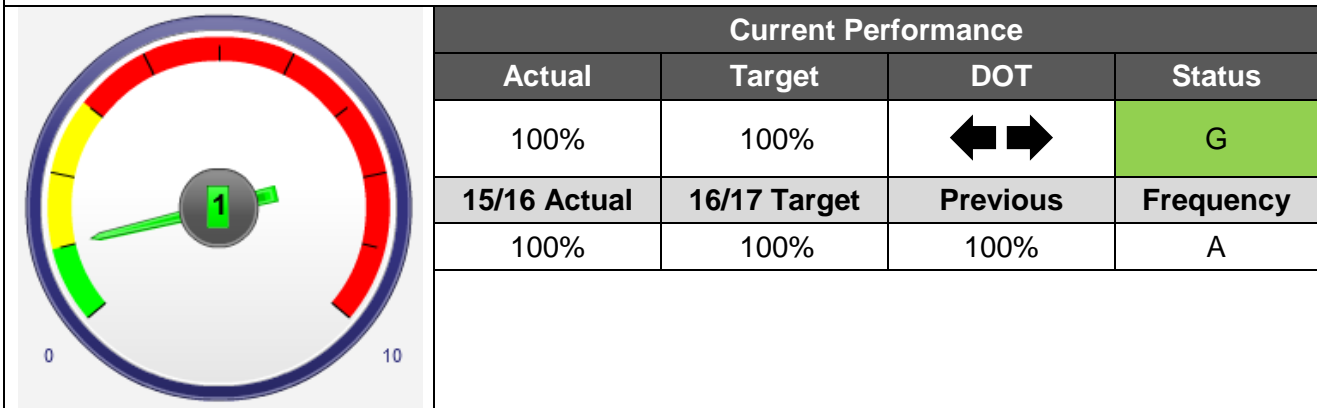 Current Performance
Actual Target DOT Status
100% 100% G
15/16 Actual 16/17 Target Previous Frequency
100% 100% 100% A
1
0 10